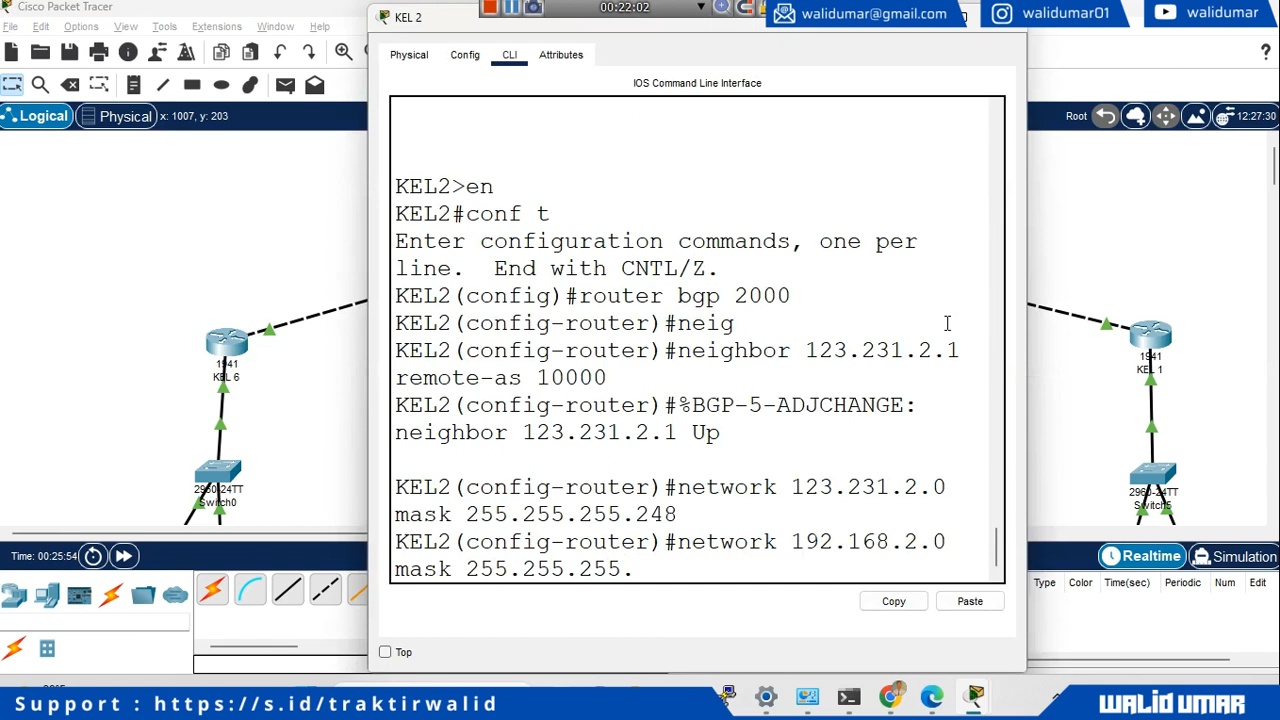 Cisco Packet Tracer
File Edit Options View Tools Extensions Window Help
KEL 2
00:22:02
walidumar@gmail.com
walidumar01
walidumar
Physical Config CLI Attributes
IOS Command Line Interface
Logical Physical x: 1007, y: 203
Root 12:27:30
KEL2>en
KEL2#conf t
Enter configuration commands, one per
line. End with CNTL/Z.
KEL2(config)#router bgp 2000
KEL2(config-router)#neig
KEL2(config-router)#neighbor 123.231.2.1
remote-as 10000
KEL2(config-router)#%BGP-5-ADJCHANGE:
neighbor 123.231.2.1 Up
KEL2(config-router)#network 123.231.2.0
mask 255.255.255.248
KEL2(config-router)#network 192.168.2.0
mask 255.255.255.
1941
KEL 6
2960-24TT
Switch0
1941
KEL 1
2960-24TT
Switch5
Copy
Paste
Top
Time: 00:25:54
Realtime
Simulation
Type Color Time(sec) Periodic Num Edit
Support : https://s.id/traktirwalid
WALID UMAR